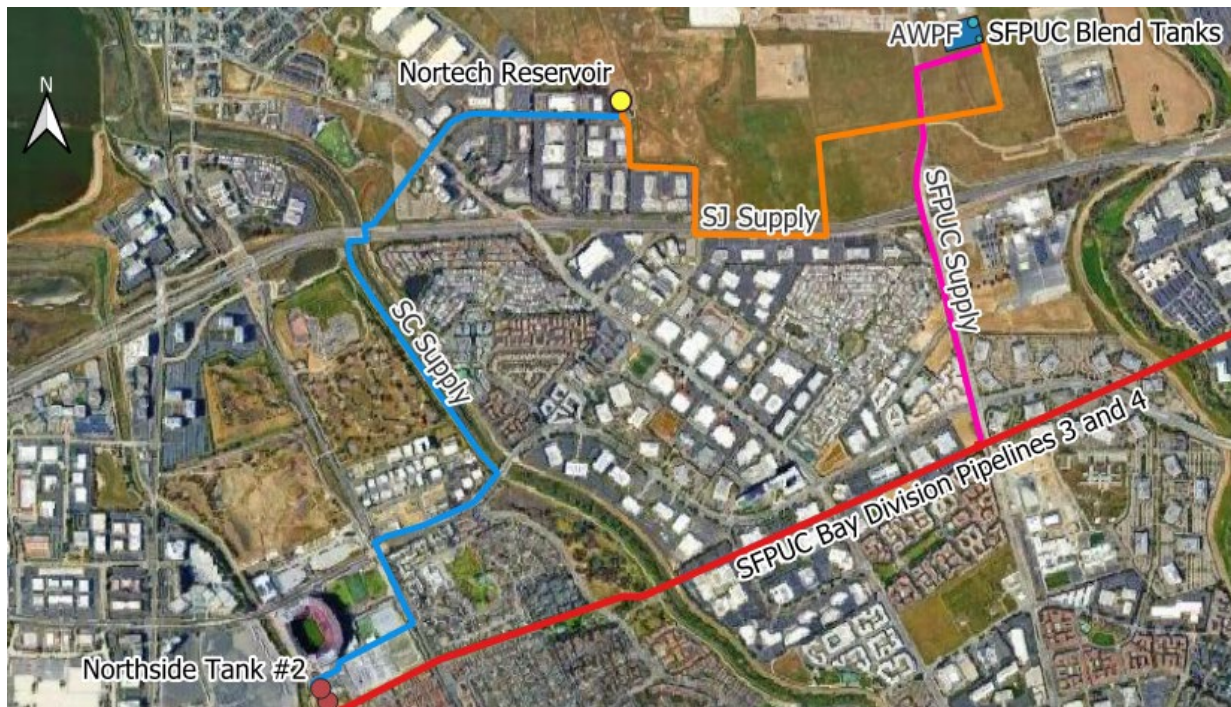 N
AWPF
SFPUC Blend Tanks
Nortech Reservoir
SJ Supply
SFPUC Supply
SC Supply
SFPUC Bay Division Pipelines 3 and 4
Northside Tank #2